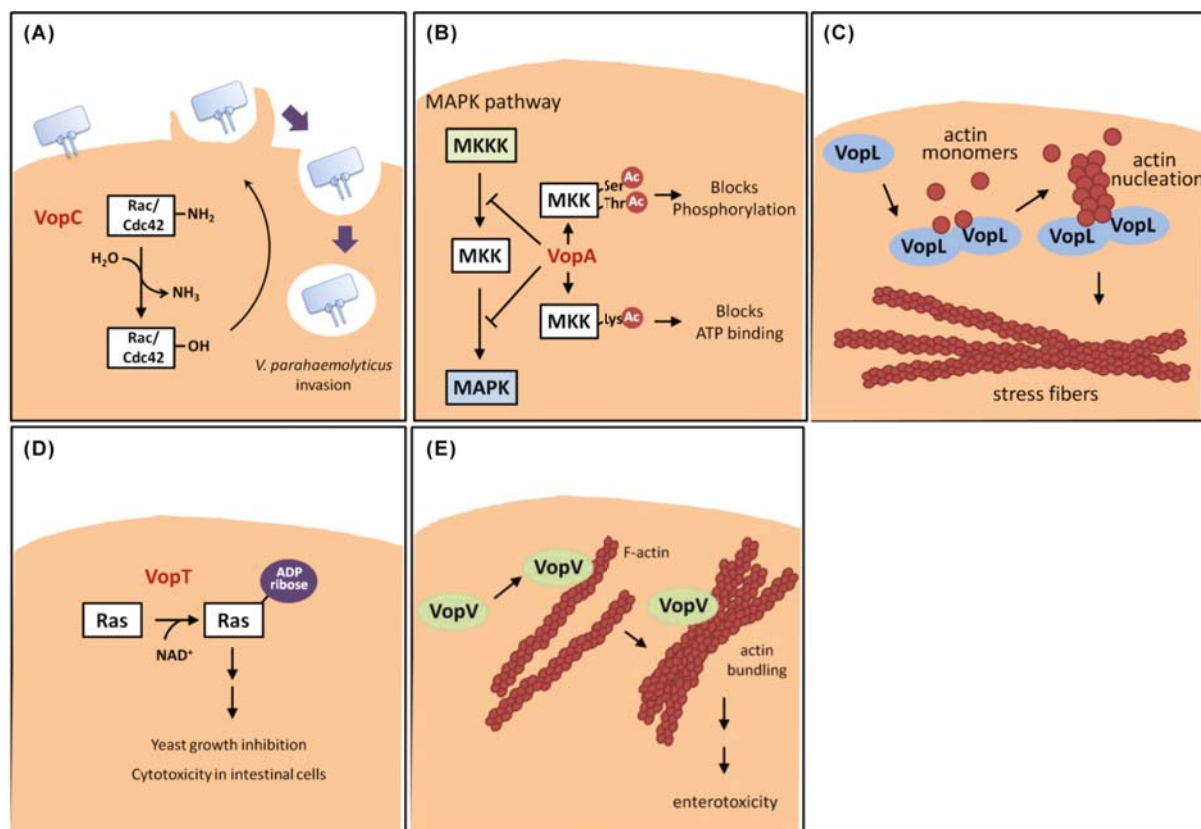 (A)
VopC
Rac/
Cdc42
NH₂
H₂O
NH₃
Rac/
Cdc42
OH
V. parahaemolyticus
invasion
(B)
MAPK pathway
MKKK
MKK
MAPK
VopA
MKK
Ser Ac
Thr Ac
Blocks
Phosphorylation
MKK
Lys Ac
Blocks
ATP binding
(C)
VopL
actin
monomers
actin
nucleation
VopL
VopL
VopL
VopL
stress fibers
(D)
VopT
ADP
ribose
Ras
Ras
NAD⁺
Yeast growth inhibition
Cytotoxicity in intestinal cells
(E)
F-actin
VopV
VopV
VopV
actin
bundling
enterotoxicity